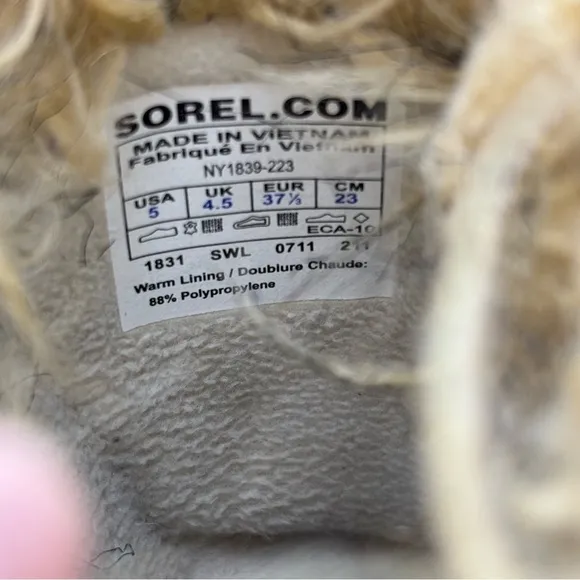 SOREL.COM
MADE IN VIETNAM
Fabriqué En Vietnam
NY1839-223
USA UK EUR CM
5 4.5 37½ 23
ECA-10
1831 SWL 0711 211
Warm Lining / Doublure Chaude:
88% Polypropylene